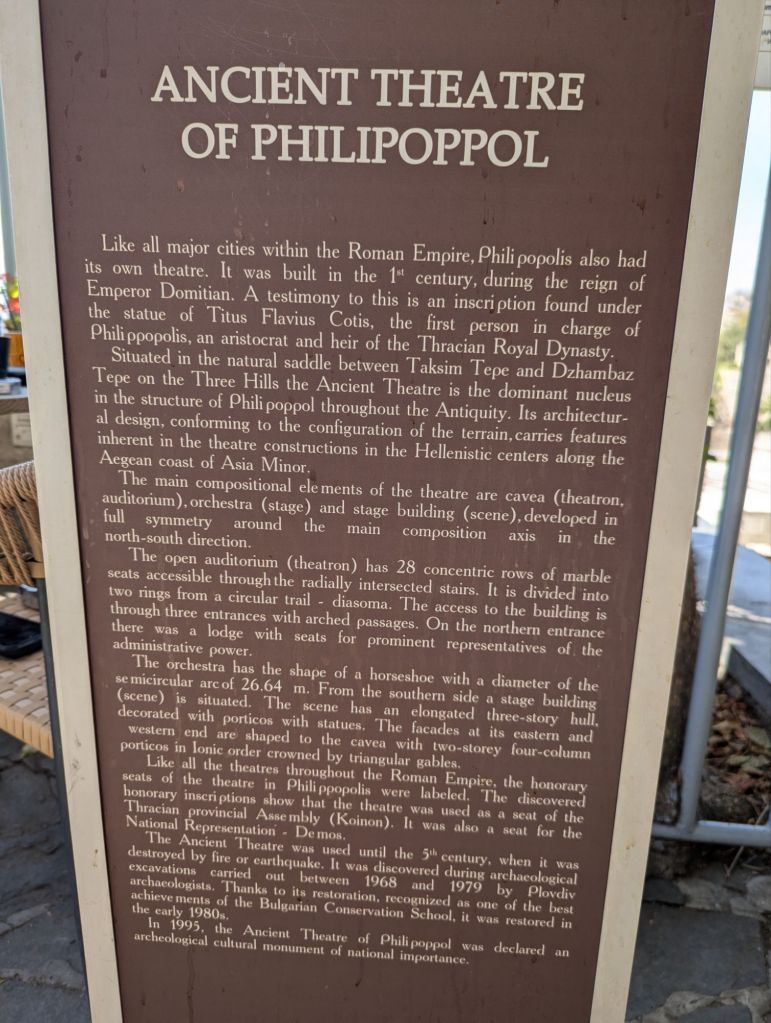 ANCIENT THEATRE
OF PHILIPOPPOL
Like all major cities within the Roman Empire, Philipopolis also had
its own theatre. It was built in the 1st century, during the reign of
Emperor Domitian. A testimony to this is an inscription found under
the statue of Titus Flavius Cotis, the first person in charge of
Philippopolis, an aristocrat and heir of the Thracian Royal Dynasty.
Situated in the natural saddle between Taksim Tepe and Dzhambaz
Tepe on the Three Hills the Ancient Theatre is the dominant nucleus
in the structure of Philippopol throughout the Antiquity. Its architectur-
al design, conforming to the configuration of the terrain, carries features
inherent in the theatre constructions in the Hellenistic centers along the
Aegean coast of Asia Minor.
The main compositional elements of the theatre are cavea (theatron,
auditorium), orchestra (stage) and stage building (scene), developed in
full symmetry around the main composition axis in the
north-south direction.
The open auditorium (theatron) has 28 concentric rows of marble
seats accessible through the radially intersected stairs. It is divided into
two rings from a circular trail - diasoma. The access to the building is
through three entrances with arched passages. On the northern entrance
there was a lodge with seats for prominent representatives of the
administrative power.
The orchestra has the shape of a horseshoe with a diameter of the
semicircular arc of 26.64 m. From the southern side a stage building
(scene) is situated. The scene has an elongated three-story hull,
decorated with porticos with statues. The facades at its eastern and
western end are shaped to the cavea with two-storey four-column
porticos in Ionic order crowned by triangular gables.
Like all the theatres throughout the Roman Empire, the honorary
seats of the theatre in Philippopolis were labeled. The discovered
honorary inscriptions show that the theatre was used as a seat of the
Thracian provincial Assembly (Koinon). It was also a seat for the
National Representation - Demos.
The Ancient Theatre was used until the 5th century, when it was
destroyed by fire or earthquake. It was discovered during archaeological
excavations carried out between 1968 and 1979 by Plovdiv
archaeologists. Thanks to its restoration, recognized as one of the best
achievements of the Bulgarian Conservation School, it was restored in
the early 1980s.
In 1995, the Ancient Theatre of Philipoppol was declared an
archeological cultural monument of national importance.